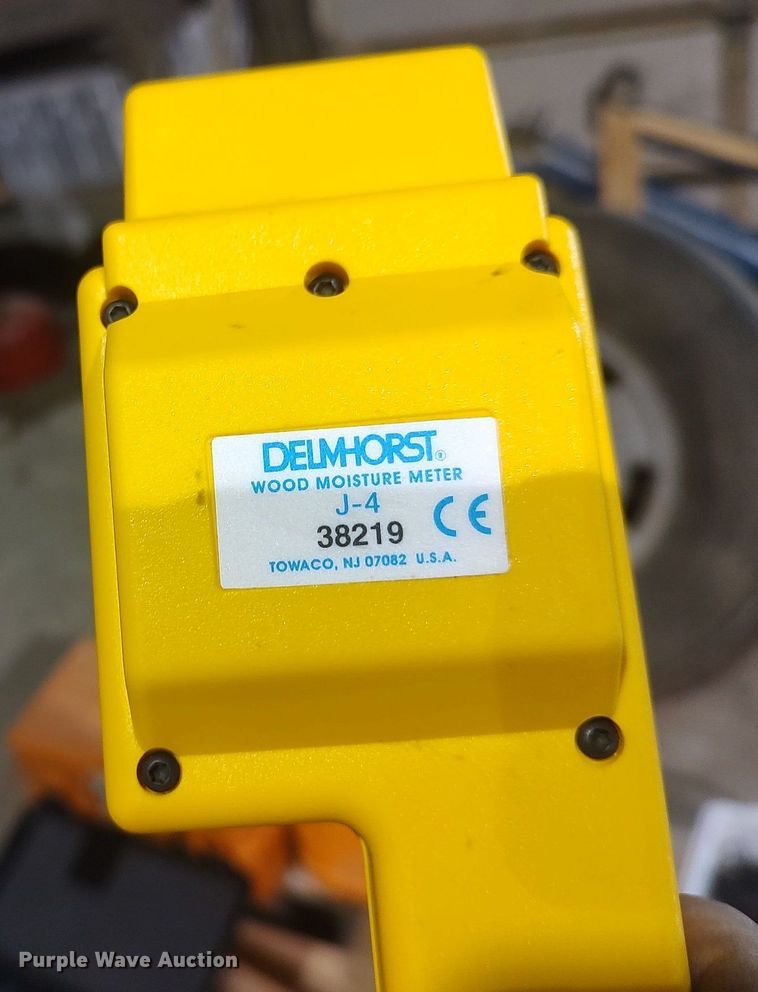 DELMHORST®
WOOD MOISTURE METER
J-4
38219
CE
TOWACO, NJ 07082 U.S.A.
Purple Wave Auction